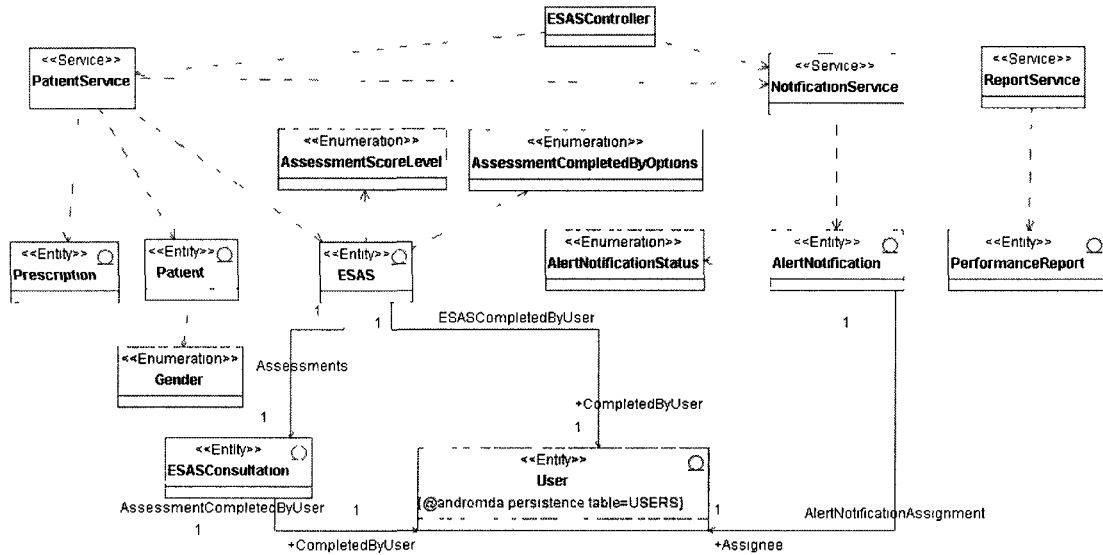 ESASController
<<Service>>
PatientService
<<Service>>
NotificationService
<<Service>>
ReportService
<<Enumeration>>
AssessmentScoreLevel
<<Enumeration>>
AssessmentCompletedByOptions
<<Entity>>
Prescription
<<Entity>>
Patient
<<Entity>>
ESAS
<<Enumeration>>
AlertNotificationStatus
<<Entity>>
AlertNotification
<<Entity>>
PerformanceReport
1
1
ESASCompletedByUser
1
<<Enumeration>>
Gender
Assessments
1
+CompletedByUser
1
<<Entity>>
ESASConsultation
<<Entity>>
User
{@andromda persistence table=USERS}
AssessmentCompletedByUser
1
1
+CompletedByUser
1
AlertNotificationAssignment
+Assignee